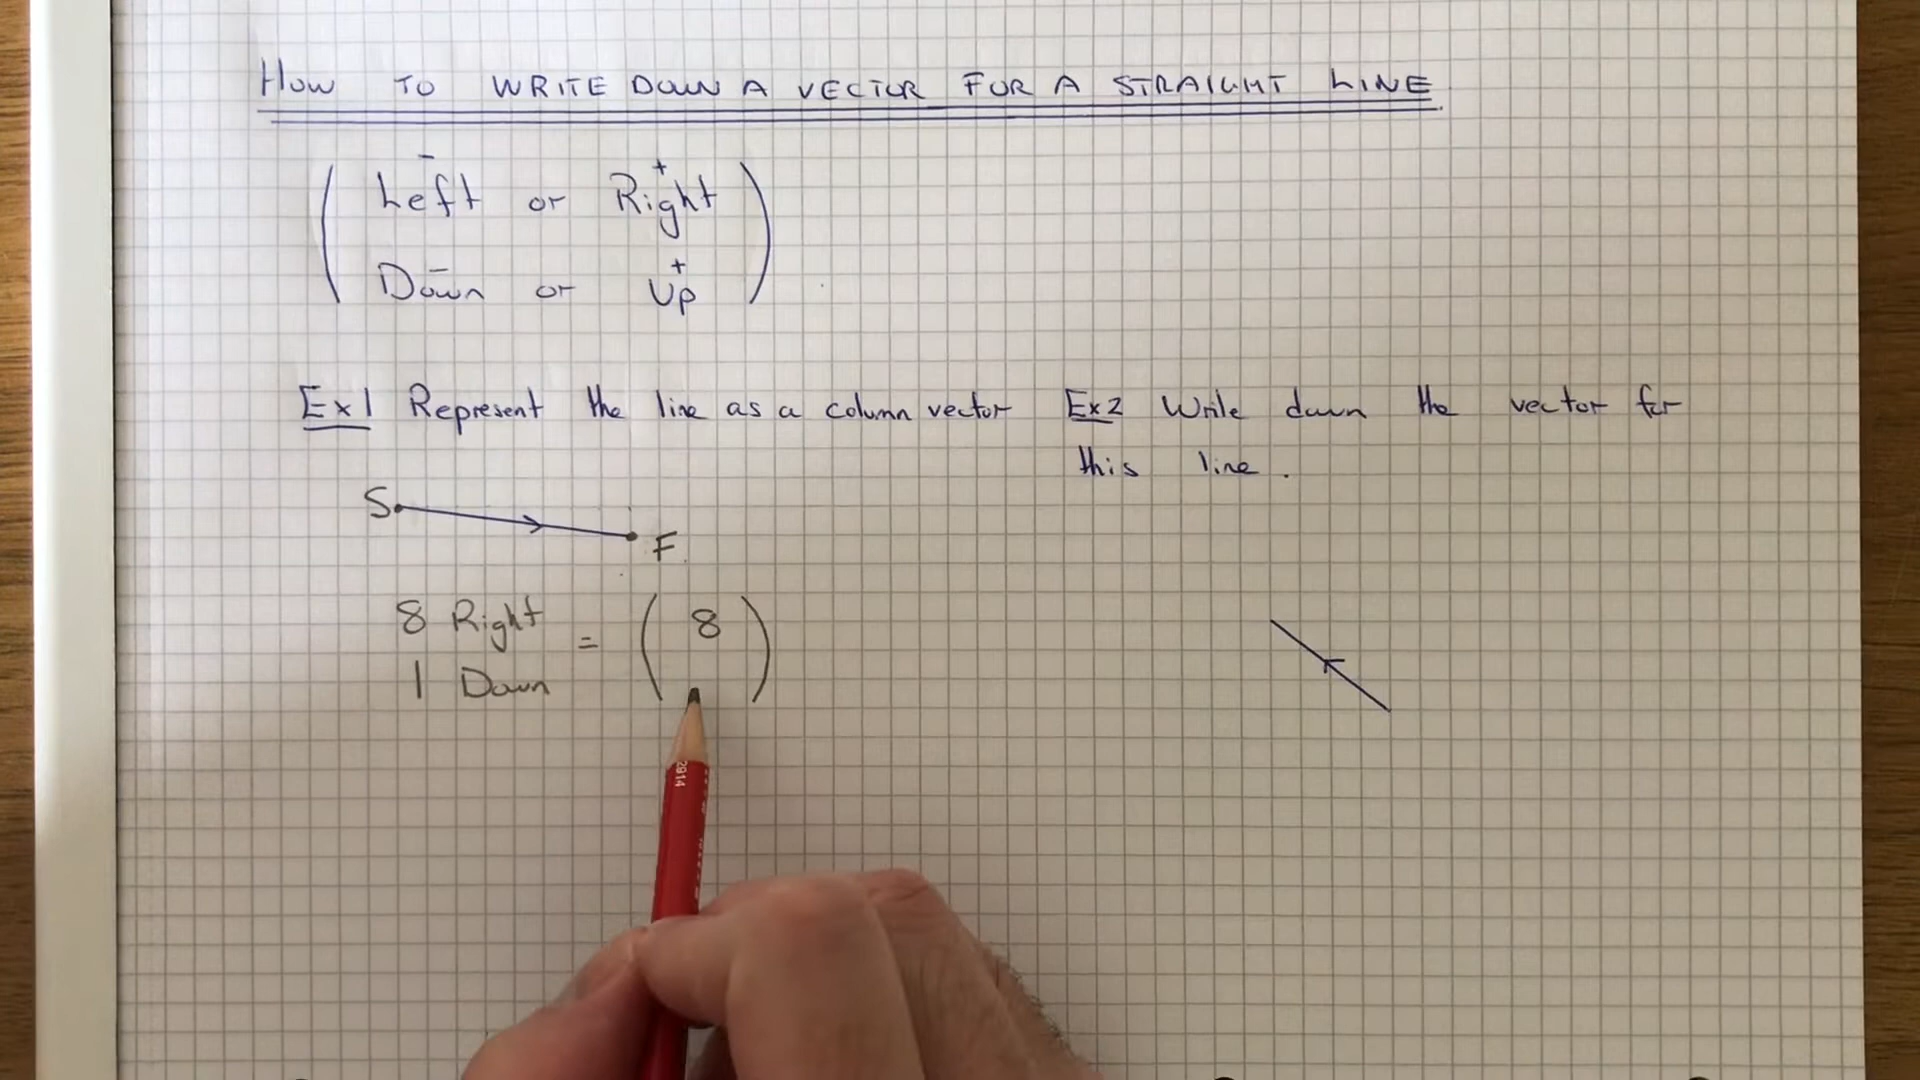 HOW TO WRITE DOWN A VECTOR FOR A STRAIGHT LINE
- +
Left or Right
- +
Down or Up
Ex1 Represent the line as a column vector
S
F
8 Right = ( 8 )
1 Down
Ex2 Write down the vector for
this line.
2914